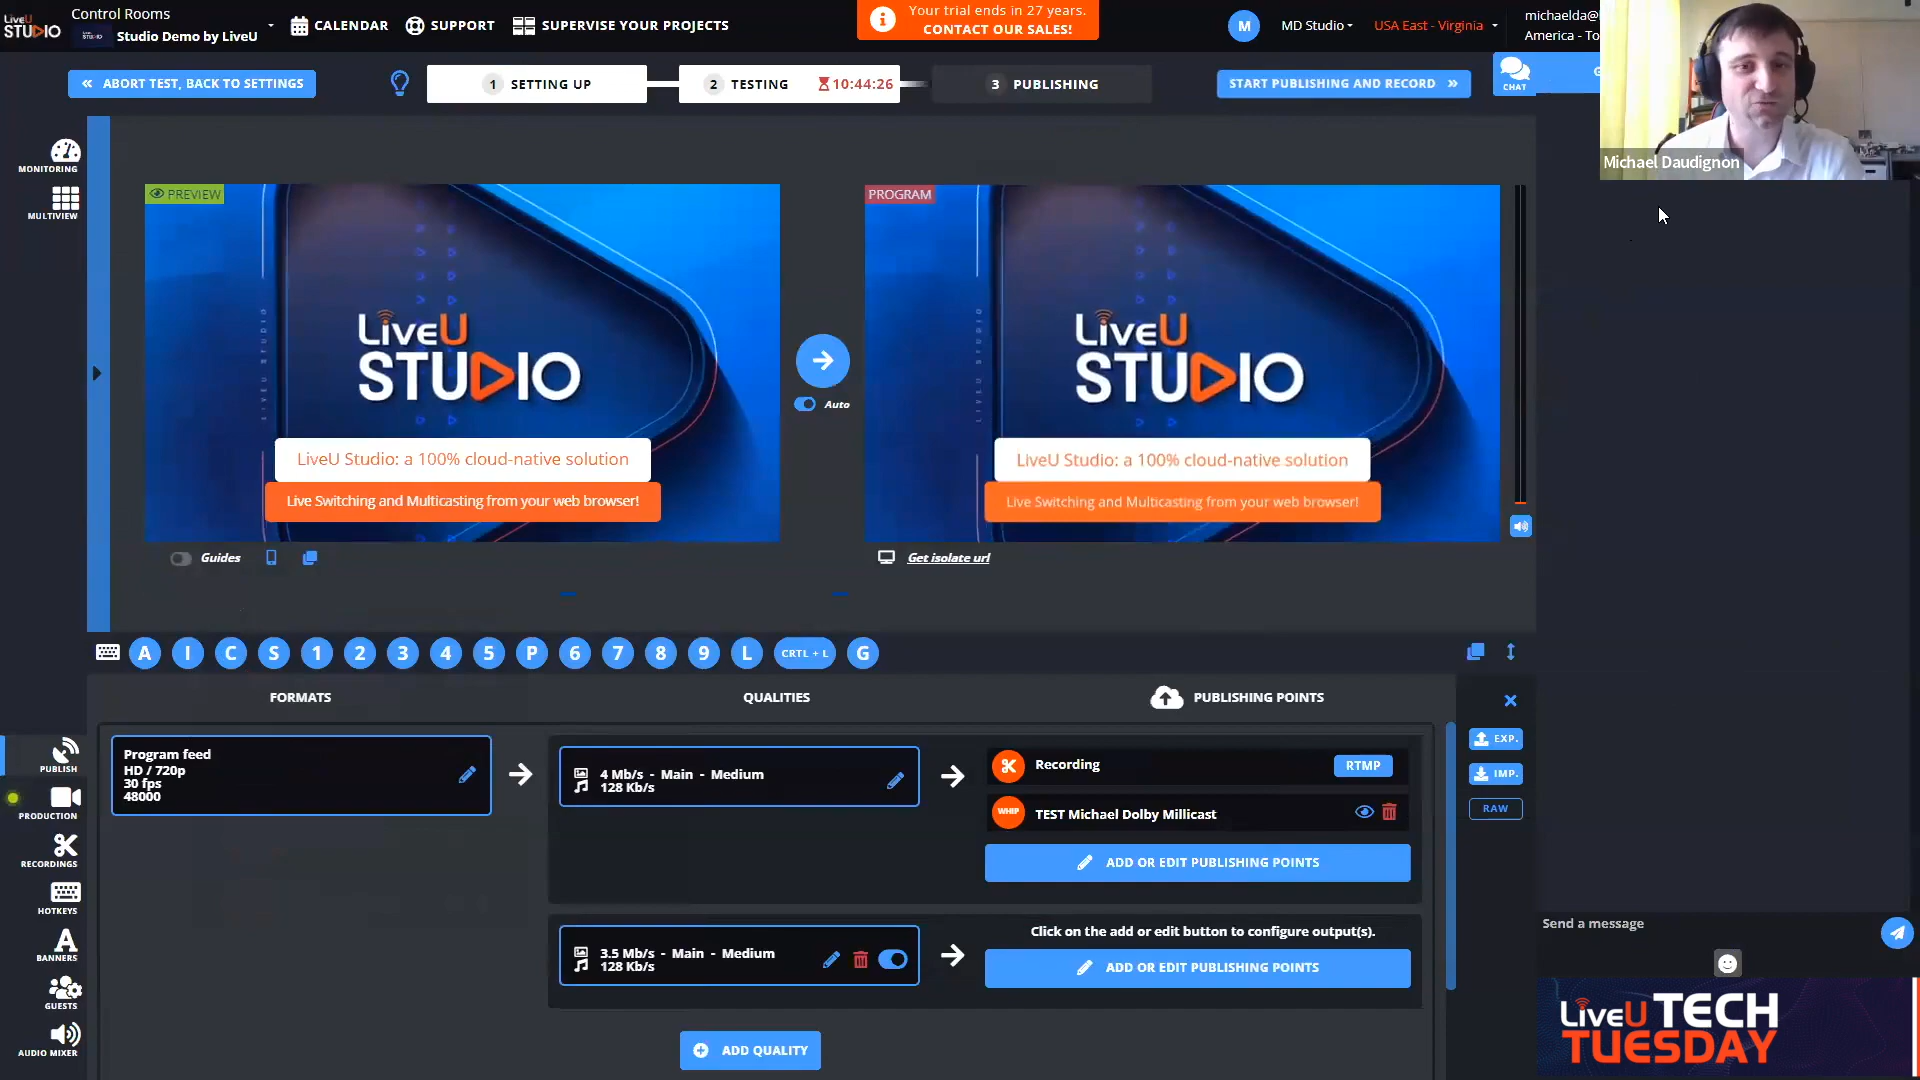 LiveU
STUDIO
Control Rooms
Studio Demo by LiveU
CALENDAR
SUPPORT
SUPERVISE YOUR PROJECTS
Your trial ends in 27 years.
CONTACT OUR SALES!
M
MD Studio
USA East - Virginia
michaelda@
America - To
ABORT TEST, BACK TO SETTINGS
1 SETTING UP
2 TESTING 10:44:26
3 PUBLISHING
START PUBLISHING AND RECORD
CHAT
Michael Daudignon
MONITORING
MULTIVIEW
PREVIEW
LIVEU STUDIO
LiveU
STUDIO
LiveU Studio: a 100% cloud-native solution
Live Switching and Multicasting from your web browser!
Auto
PROGRAM
LIVEU STUDIO
LiveU
STUDIO
LiveU Studio: a 100% cloud-native solution
Live Switching and Multicasting from your web browser!
Guides
Get isolate url
A I C S 1 2 3 4 5 P 6 7 8 9 L CRTL + L G
FORMATS
QUALITIES
PUBLISHING POINTS
Program feed
HD / 720p
30 fps
48000
4 Mb/s - Main - Medium
128 Kb/s
Recording
RTMP
WHIP
TEST Michael Dolby Millicast
ADD OR EDIT PUBLISHING POINTS
3.5 Mb/s - Main - Medium
128 Kb/s
Click on the add or edit button to configure output(s).
ADD OR EDIT PUBLISHING POINTS
ADD QUALITY
EXP.
IMP.
RAW
PUBLISH
PRODUCTION
RECORDINGS
HOTKEYS
A
BANNERS
GUESTS
AUDIO MIXER
Send a message
LiveU TECH
TUESDAY